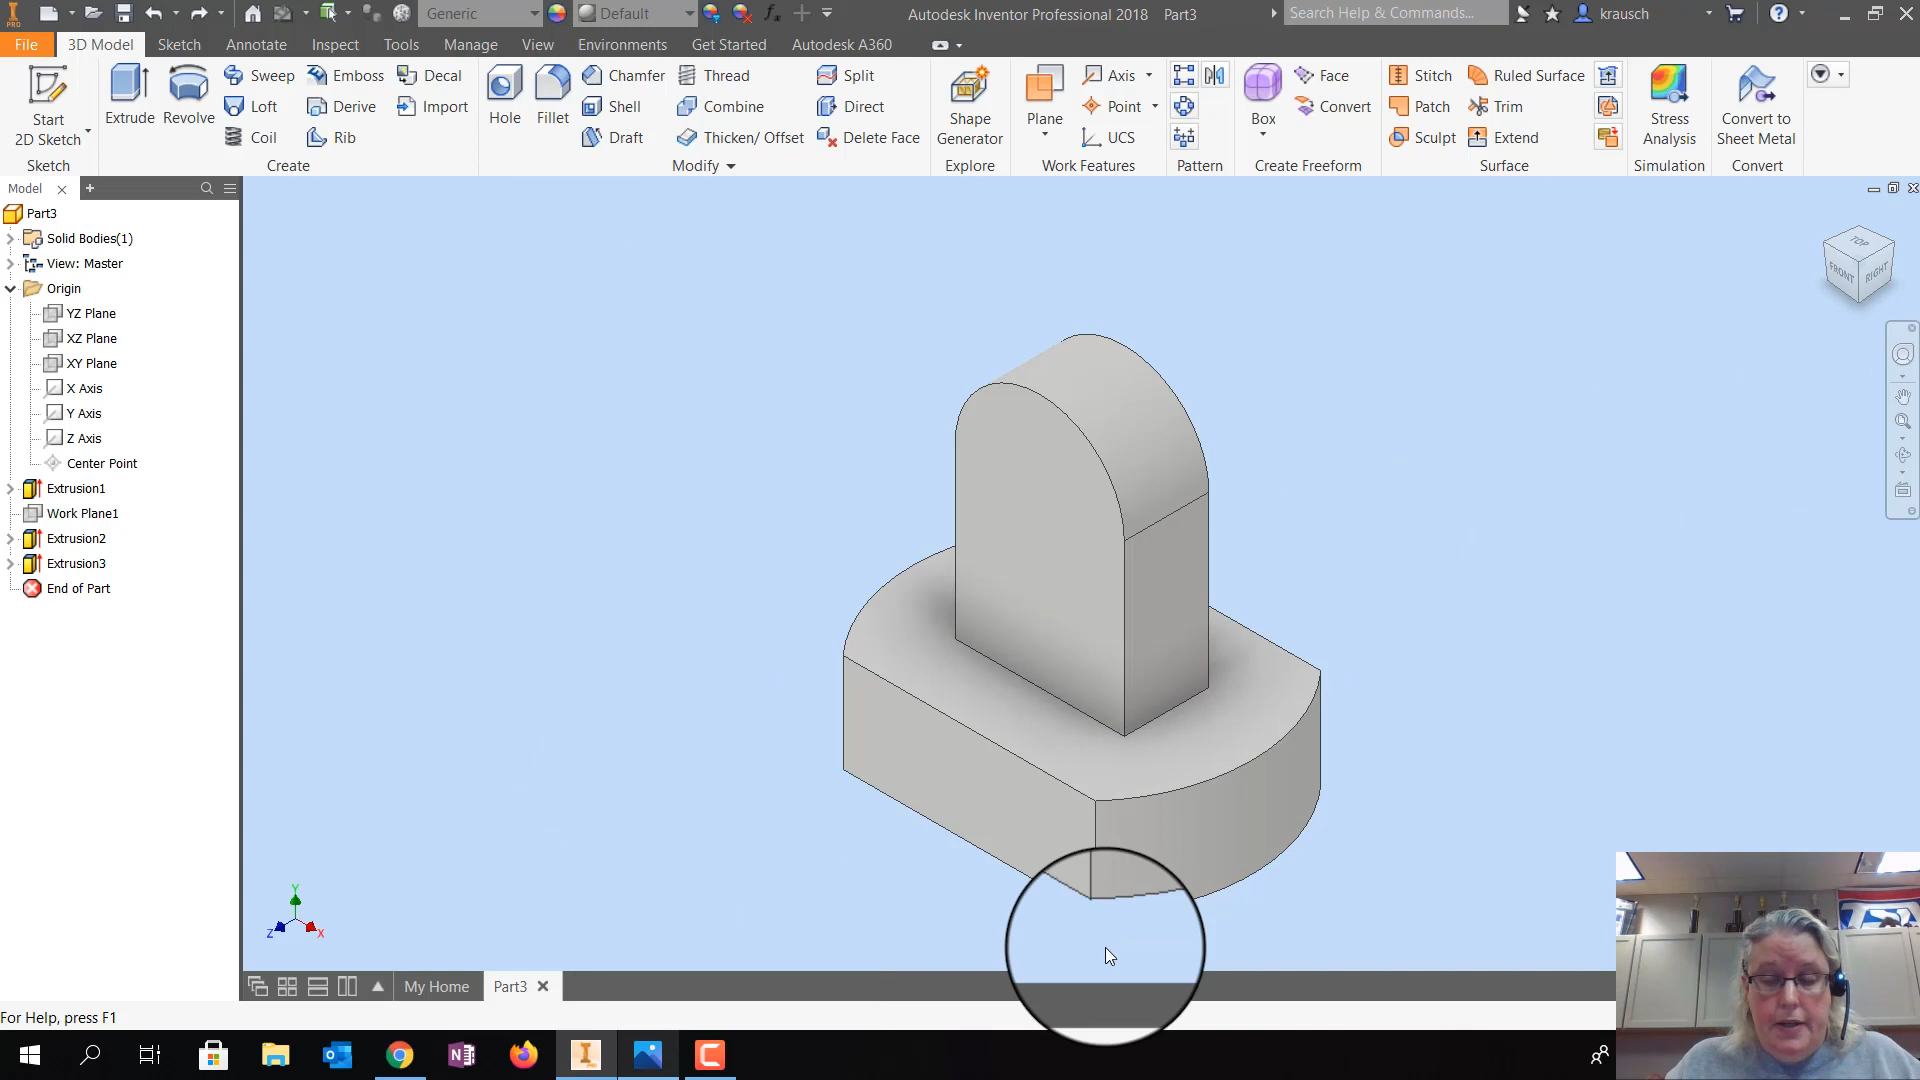 Generic
Default
Autodesk Inventor Professional 2018 Part3
Search Help & Commands...
krausch
PRO
File 3D Model Sketch Annotate Inspect Tools Manage View Environments Get Started Autodesk A360
Start
2D Sketch
Sketch
Extrude Revolve
Sweep Emboss Decal
Loft Derive Import
Coil Rib
Create
Hole Fillet
Chamfer Thread Split
Shell Combine Direct
Draft Thicken/ Offset Delete Face
Modify
Shape
Generator
Explore
Plane
Axis
Point
UCS
Work Features
Pattern
Box
Face
Convert
Create Freeform
Stitch Ruled Surface
Patch Trim
Sculpt Extend
Surface
Stress
Analysis
Simulation
Convert to
Sheet Metal
Convert
Model
Part3
Solid Bodies(1)
View: Master
Origin
YZ Plane
XZ Plane
XY Plane
X Axis
Y Axis
Z Axis
Center Point
Extrusion1
Work Plane1
Extrusion2
Extrusion3
End of Part
TOP
FRONT RIGHT
Y
Z X
My Home Part3
For Help, press F1